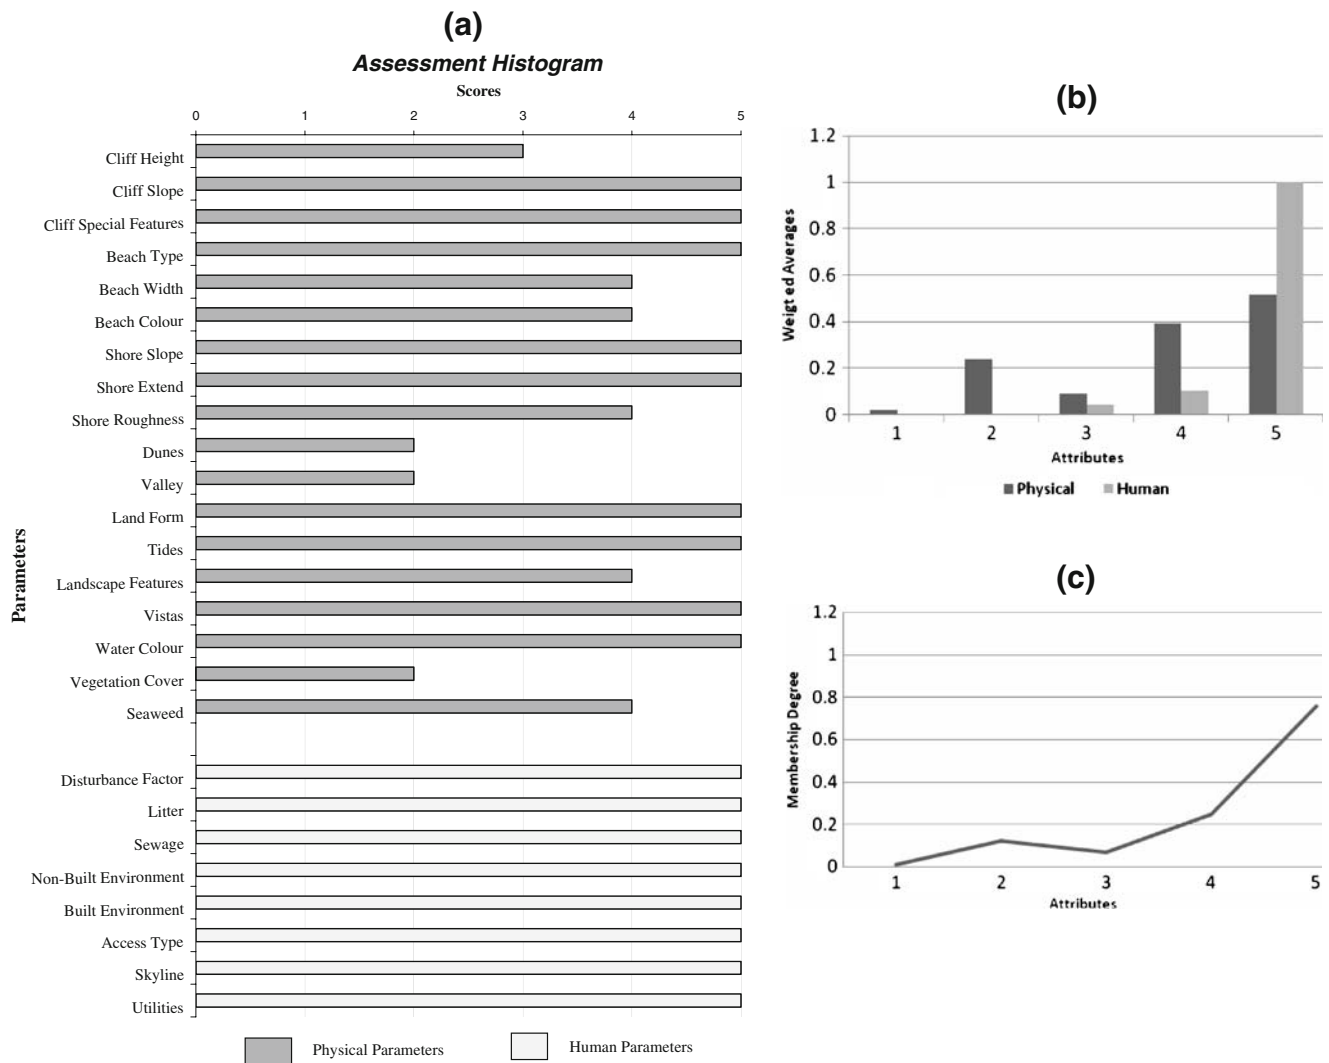 (a)
Assessment Histogram
Scores
0 1 2 3 4 5
Parameters
Cliff Height
Cliff Slope
Cliff Special Features
Beach Type
Beach Width
Beach Colour
Shore Slope
Shore Extend
Shore Roughness
Dunes
Valley
Land Form
Tides
Landscape Features
Vistas
Water Colour
Vegetation Cover
Seaweed
Disturbance Factor
Litter
Sewage
Non-Built Environment
Built Environment
Access Type
Skyline
Utilities
Physical Parameters Human Parameters
(b)
Weigt ed Averages
1.2
1
0.8
0.6
0.4
0.2
0
1 2 3 4 5
Attributes
Physical Human
(c)
Membership Degree
1.2
1
0.8
0.6
0.4
0.2
0
1 2 3 4 5
Attributes